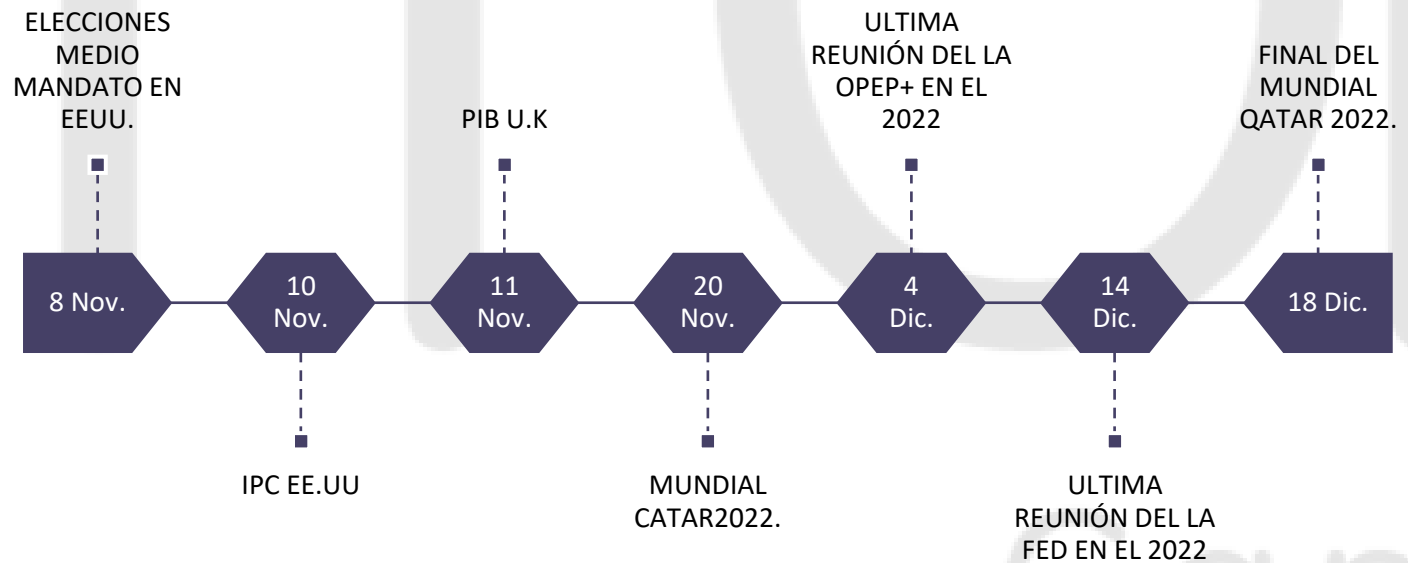 ELECCIONES
MEDIO
MANDATO EN
EEUU.
PIB U.K
ULTIMA
REUNIÓN DEL LA
OPEP+ EN EL
2022
FINAL DEL
MUNDIAL
QATAR 2022.
8 Nov.
10
Nov.
11
Nov.
20
Nov.
4
Dic.
14
Dic.
18 Dic.
IPC EE.UU
MUNDIAL
CATAR2022.
ULTIMA
REUNIÓN DEL LA
FED EN EL 2022